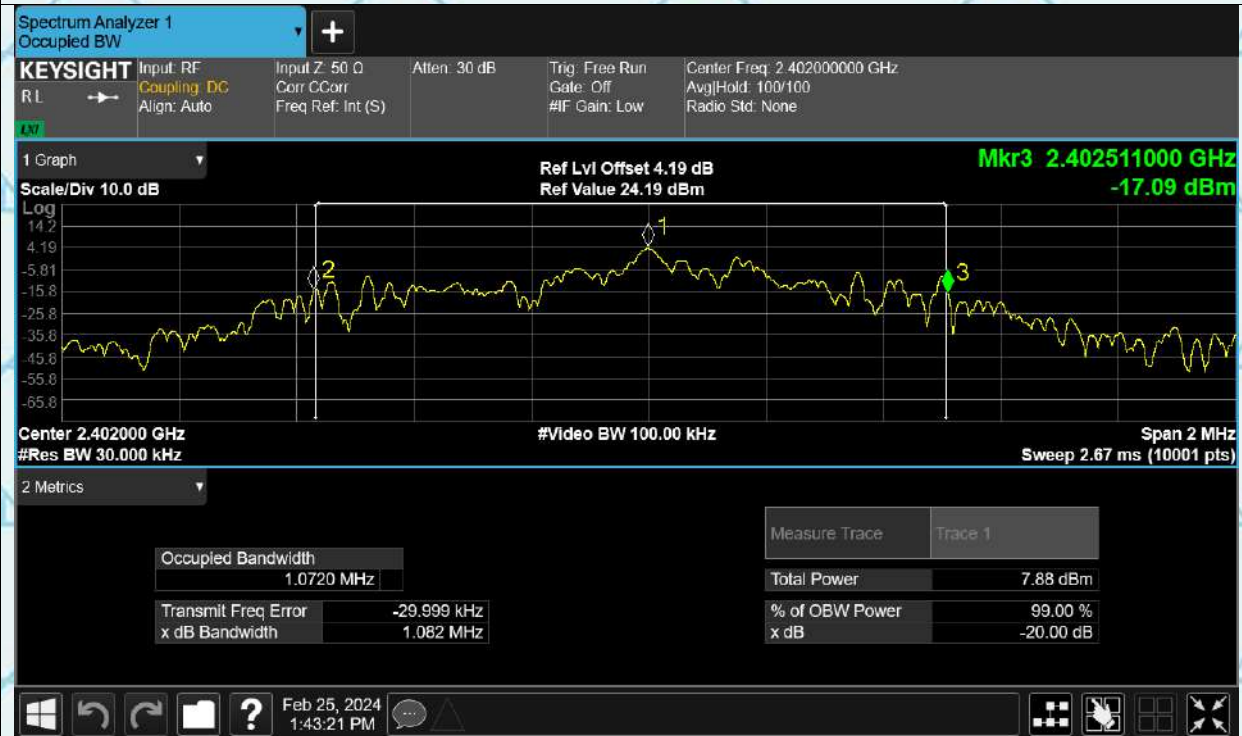 Spectrum Analyzer 1
Occupied BW
+
KEYSIGHT
RL
LXI
Input: RF
Coupling: DC
Align: Auto
Input Z: 50 Ω
Corr CCorr
Freq Ref: Int (S)
Atten: 30 dB
Trig: Free Run
Gate: Off
#IF Gain: Low
Center Freq: 2.402000000 GHz
Avg|Hold: 100/100
Radio Std: None
1 Graph
Scale/Div 10.0 dB
Ref Lvl Offset 4.19 dB
Ref Value 24.19 dBm
Mkr3 2.402511000 GHz
-17.09 dBm
Log
14.2
4.19
-5.81
-15.8
-25.8
-35.8
-45.8
-55.8
-65.8
1
2
3
Center 2.402000 GHz
#Video BW 100.00 kHz
Span 2 MHz
#Res BW 30.000 kHz
Sweep 2.67 ms (10001 pts)
2 Metrics
Measure Trace Trace 1
Occupied Bandwidth
1.0720 MHz
Total Power 7.88 dBm
Transmit Freq Error -29.999 kHz
% of OBW Power 99.00 %
x dB Bandwidth 1.082 MHz
x dB -20.00 dB
?
Feb 25, 2024
1:43:21 PM